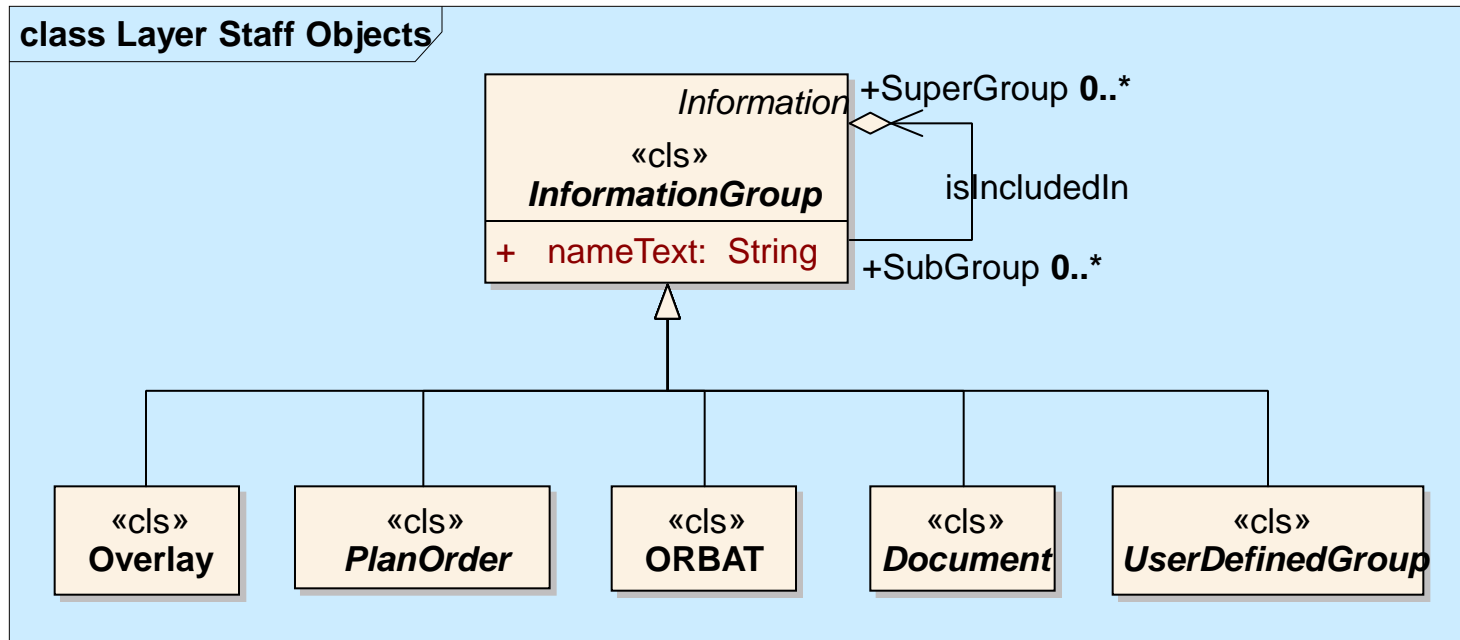 class Layer Staff Objects
Information
+SuperGroup 0..*
«cls»
InformationGroup
isIncludedIn
+ nameText: String
+SubGroup 0..*
«cls»
Overlay
«cls»
PlanOrder
«cls»
ORBAT
«cls»
Document
«cls»
UserDefinedGroup